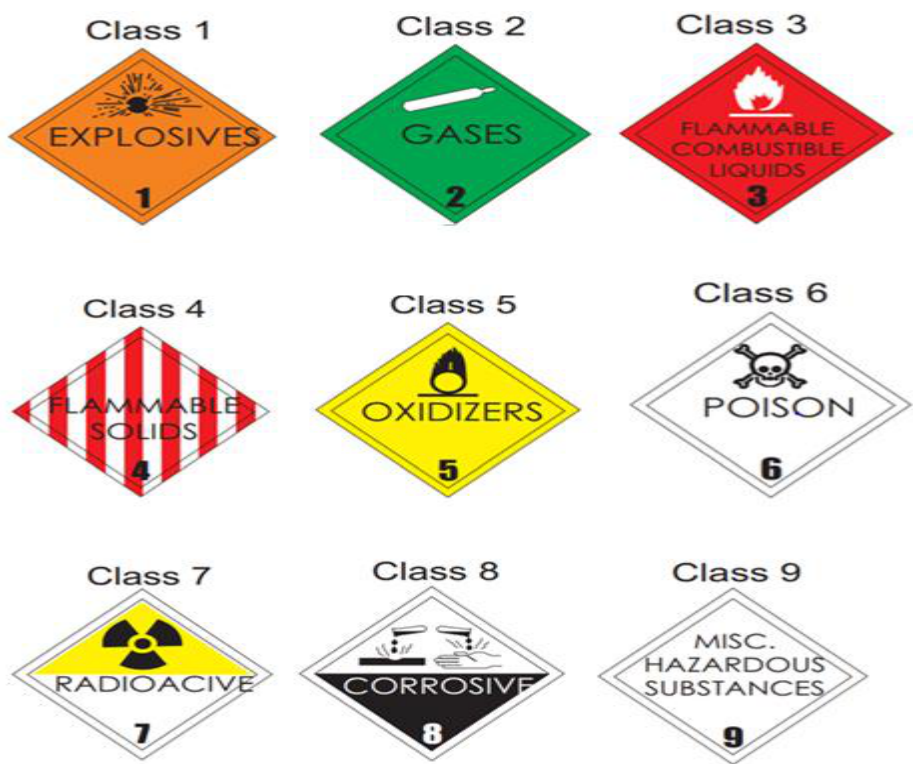 Class 1
EXPLOSIVES
1
Class 2
GASES
2
Class 3
FLAMMABLE
COMBUSTIBLE
LIQUIDS
3
Class 4
FLAMMABLE
SOLIDS
4
Class 5
OXIDIZERS
5
Class 6
POISON
6
Class 7
RADIOACIVE
7
Class 8
CORROSIVE
8
Class 9
MISC.
HAZARDOUS
SUBSTANCES
9